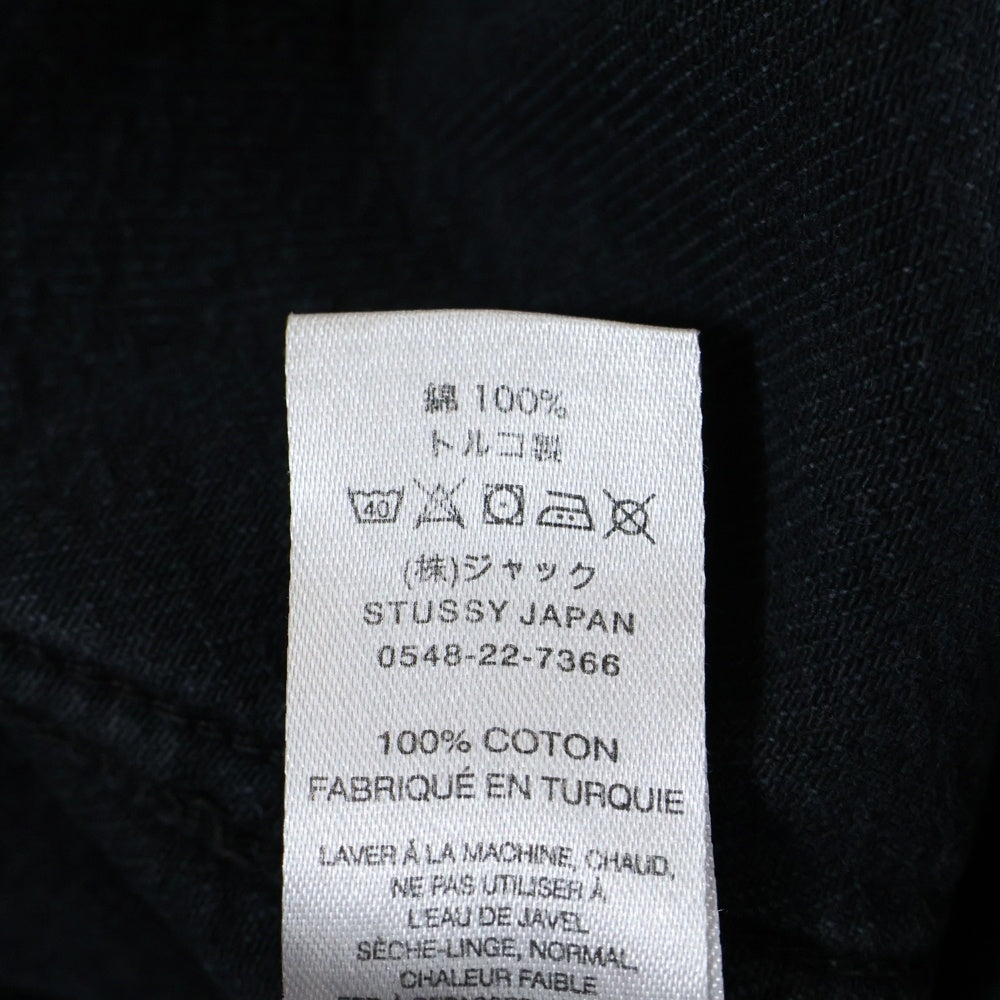 綿 100%
トルコ製
40
(株)ジャック
STUSSY JAPAN
0548-22-7366
100% COTON
FABRIQUÉ EN TURQUIE
LAVER À LA MACHINE, CHAUD,
NE PAS UTILISER À
L'EAU DE JAVEL
SÈCHE-LINGE, NORMAL,
CHALEUR FAIBLE